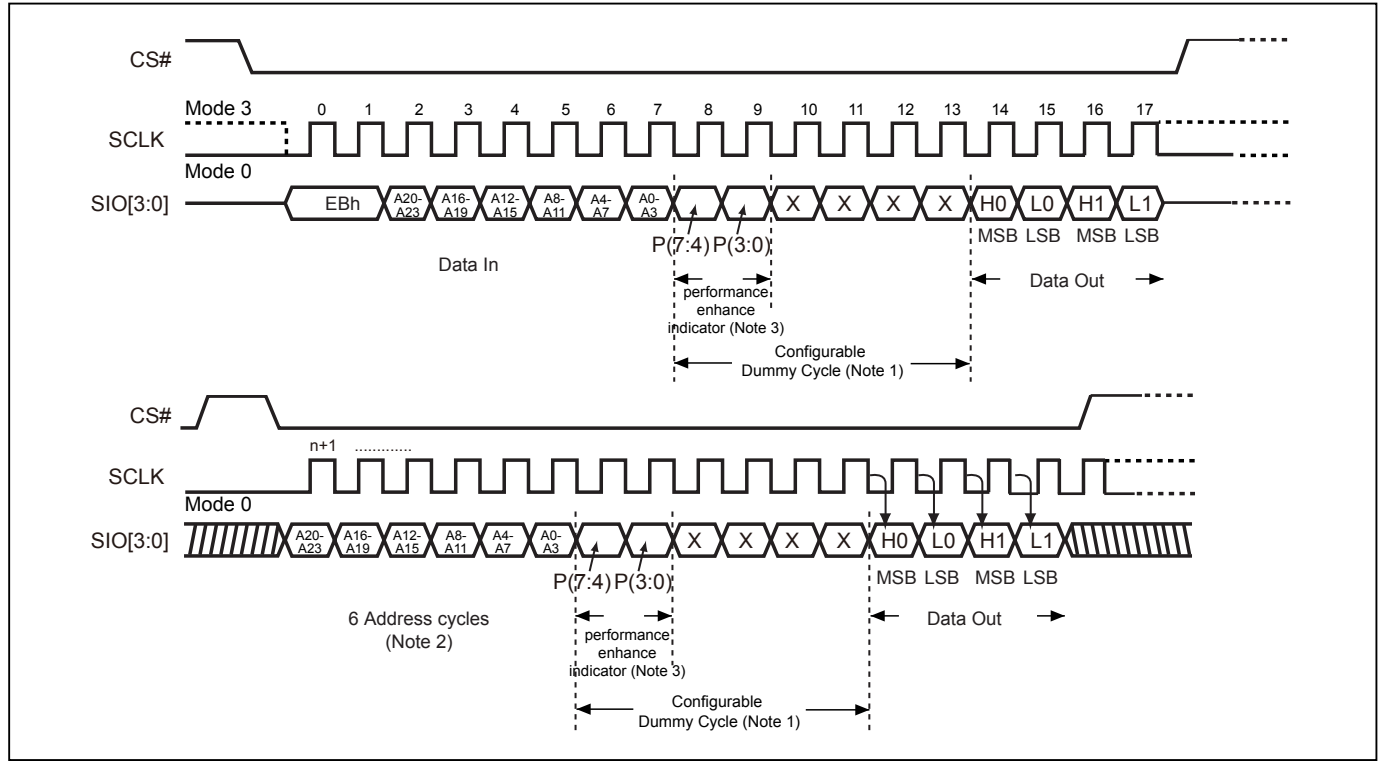 CS#
Mode 3
0 1 2 3 4 5 6 7 8 9 10 11 12 13 14 15 16 17
SCLK
Mode 0
SIO[3:0]
EBh A20-A23 A16-A19 A12-A15 A8-A11 A4-A7 A0-A3 X X X X H0 L0 H1 L1
P(7:4) P(3:0)
MSB LSB MSB LSB
Data In
Data Out
performance
enhance
indicator (Note 3)
Configurable
Dummy Cycle (Note 1)
CS#
n+1 .............
SCLK
Mode 0
SIO[3:0]
A20-A23 A16-A19 A12-A15 A8-A11 A4-A7 A0-A3 X X X X H0 L0 H1 L1
P(7:4) P(3:0)
MSB LSB MSB LSB
6 Address cycles
(Note 2)
Data Out
performance
enhance
indicator (Note 3)
Configurable
Dummy Cycle (Note 1)